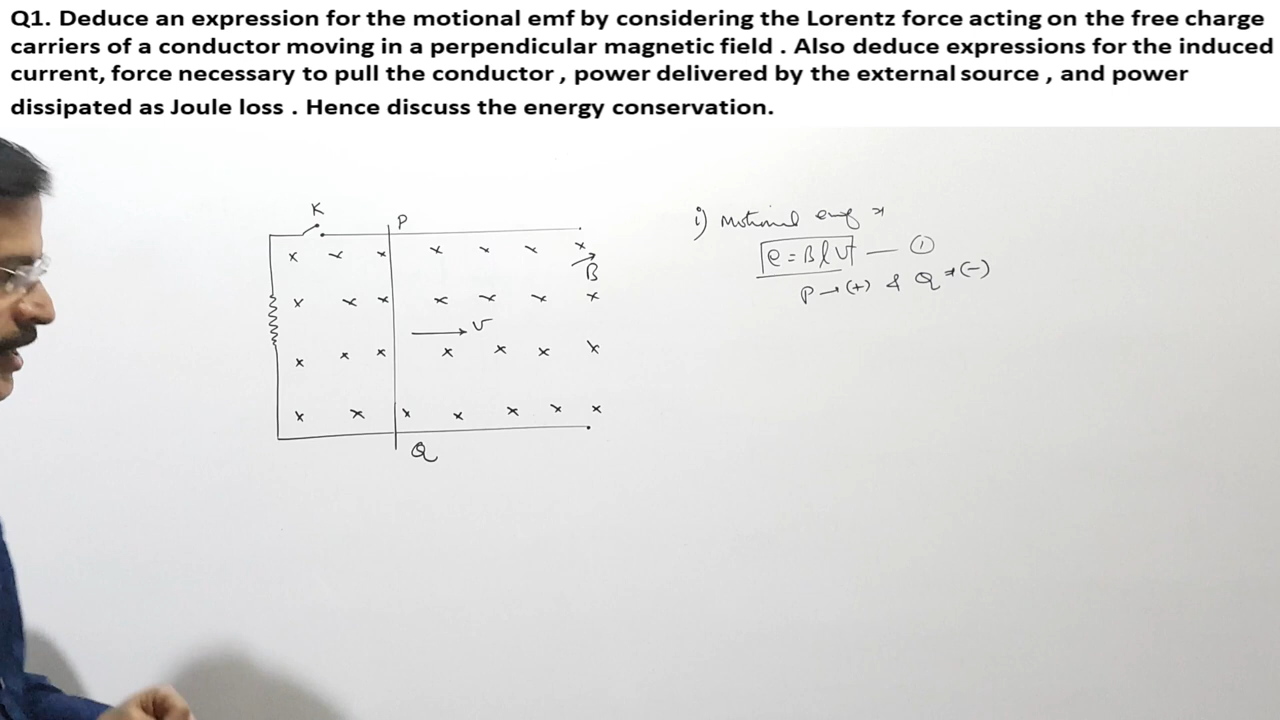 Q1. Deduce an expression for the motional emf by considering the Lorentz force acting on the free charge
carriers of a conductor moving in a perpendicular magnetic field . Also deduce expressions for the induced
current, force necessary to pull the conductor , power delivered by the external source , and power
dissipated as Joule loss . Hence discuss the energy conservation.
K
P
B
v
Q
i) Motional emf →
e = Blv — ①
P → (+) & Q → (-)